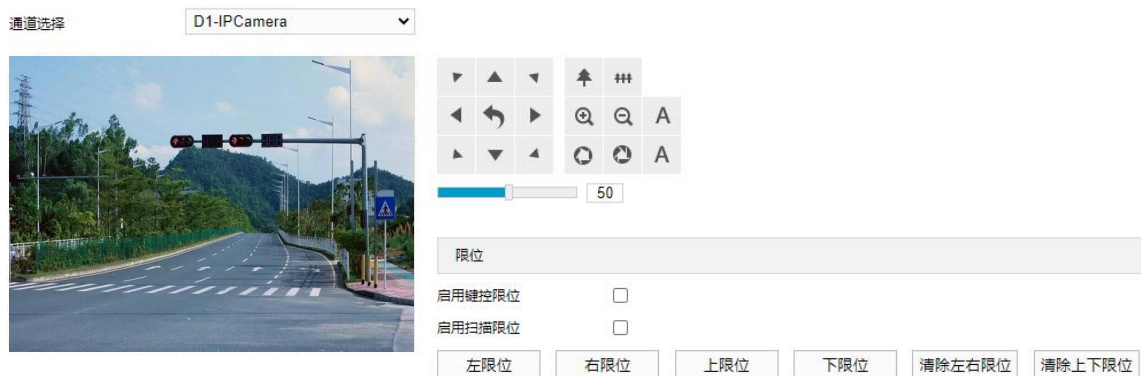 通道选择 D1-IPCamera
A
A
50
限位
启用键控限位
启用扫描限位
左限位 右限位 上限位 下限位 清除左右限位 清除上下限位